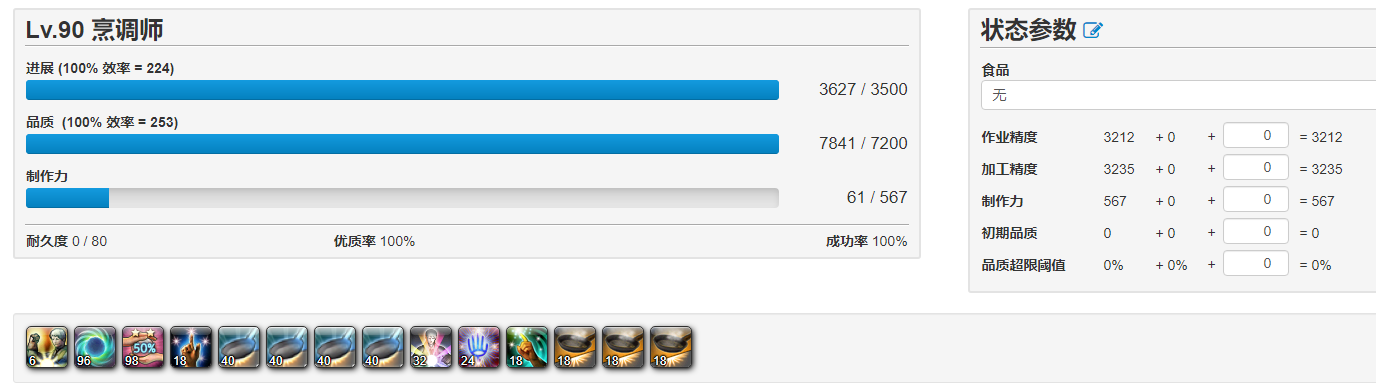 Lv.90 烹调师
进展 (100% 效率 = 224)
3627 / 3500
品质 (100% 效率 = 253)
7841 / 7200
制作力
61 / 567
耐久度 0 / 80 优质率 100% 成功率 100%
状态参数
食品
无
作业精度 3212 + 0 + 0 = 3212
加工精度 3235 + 0 + 0 = 3235
制作力 567 + 0 + 0 = 567
初期品质 0 + 0 + 0 = 0
品质超限阈值 0% + 0% + 0 = 0%
50%
6 96 98 18 40 40 40 40 32 24 18 18 18 18